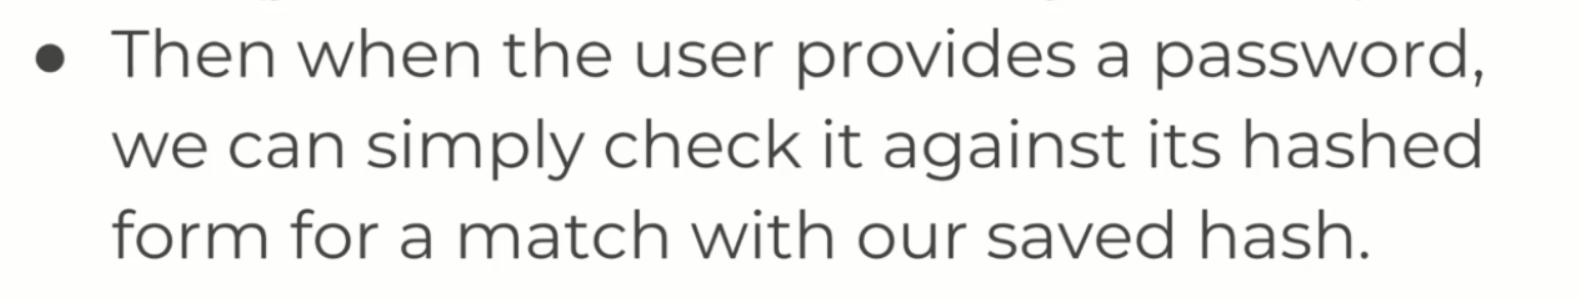 • Then when the user provides a password,
we can simply check it against its hashed
form for a match with our saved hash.